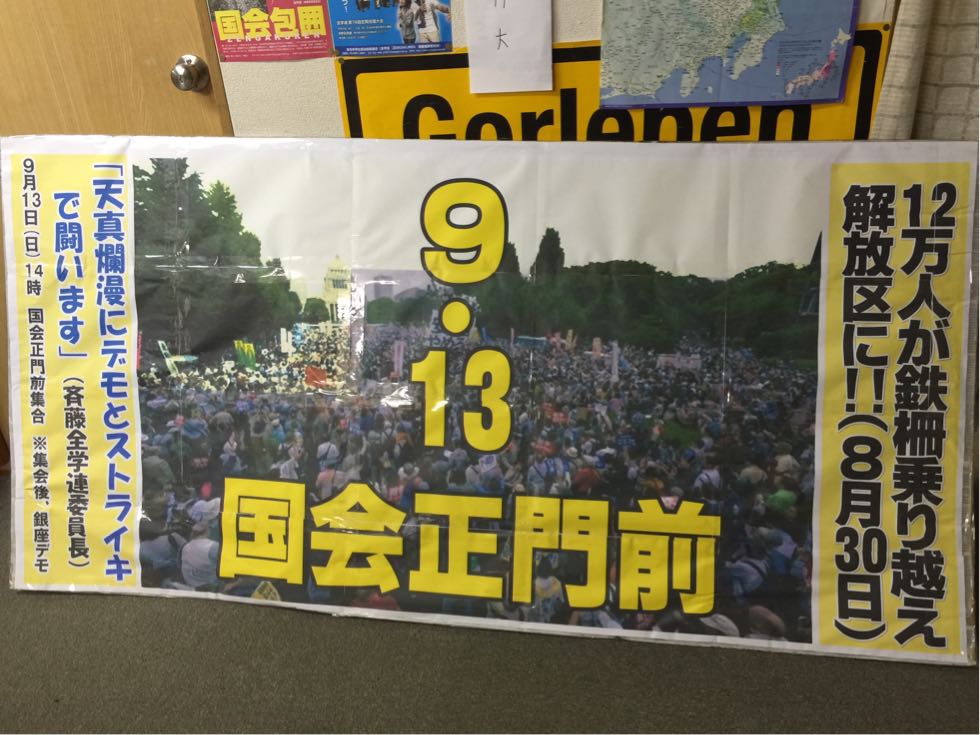 国会包囲
ZENGAKUREN
大
Gorleben
9・13
国会正門前
12万人が鉄柵乗り越え
解放区に!!(8月30日)
「天真爛漫にデモとストライキ
で闘います」(斉藤全学連委員長)
9月13日(日)14時 国会正門前集合 ※集会後、銀座デモ